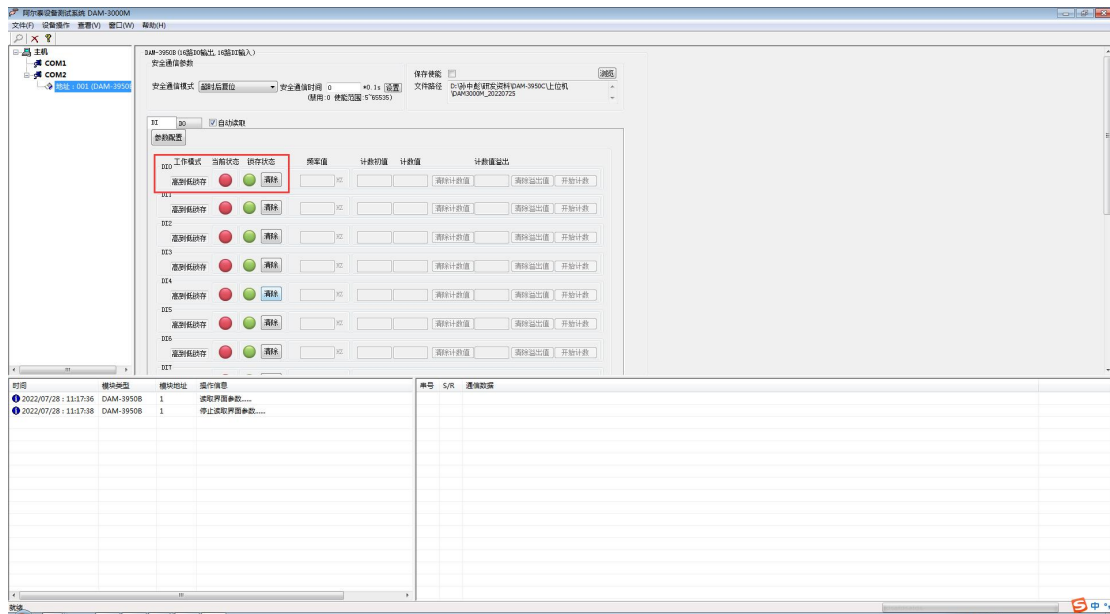 阿尔泰设备测试系统 DAM-3000M
文件(F) 设备操作 查看(V) 窗口(W) 帮助(H)
主机
COM1
COM2
地址：001 (DAM-3950B
DAM-3950B(16路DO输出, 16路DI输入)
安全通信参数
安全通信模式 超时后复位 安全通信时间 0 *0.1s 设置
(禁用:0 使能范围:5~65535)
保存使能 浏览
文件路径 D:\孙中彪\研发资料\DAM-3950C\上位机\DAM3000M_20220725
DI DO 自动读取
参数配置
DI0 工作模式 当前状态 锁存状态 频率值 计数初值 计数值 计数值溢出
高到低锁存 清除 HZ 清除计数值 清除溢出值 开始计数
DI1
高到低锁存 清除 HZ 清除计数值 清除溢出值 开始计数
DI2
高到低锁存 清除 HZ 清除计数值 清除溢出值 开始计数
DI3
高到低锁存 清除 HZ 清除计数值 清除溢出值 开始计数
DI4
高到低锁存 清除 HZ 清除计数值 清除溢出值 开始计数
DI5
高到低锁存 清除 HZ 清除计数值 清除溢出值 开始计数
DI6
高到低锁存 清除 HZ 清除计数值 清除溢出值 开始计数
DI7
时间 模块类型 模块地址 操作信息
2022/07/28 : 11:17:36 DAM-3950B 1 读取界面参数......
2022/07/28 : 11:17:38 DAM-3950B 1 停止读取界面参数......
串号 S/R 通信数据
就绪
中